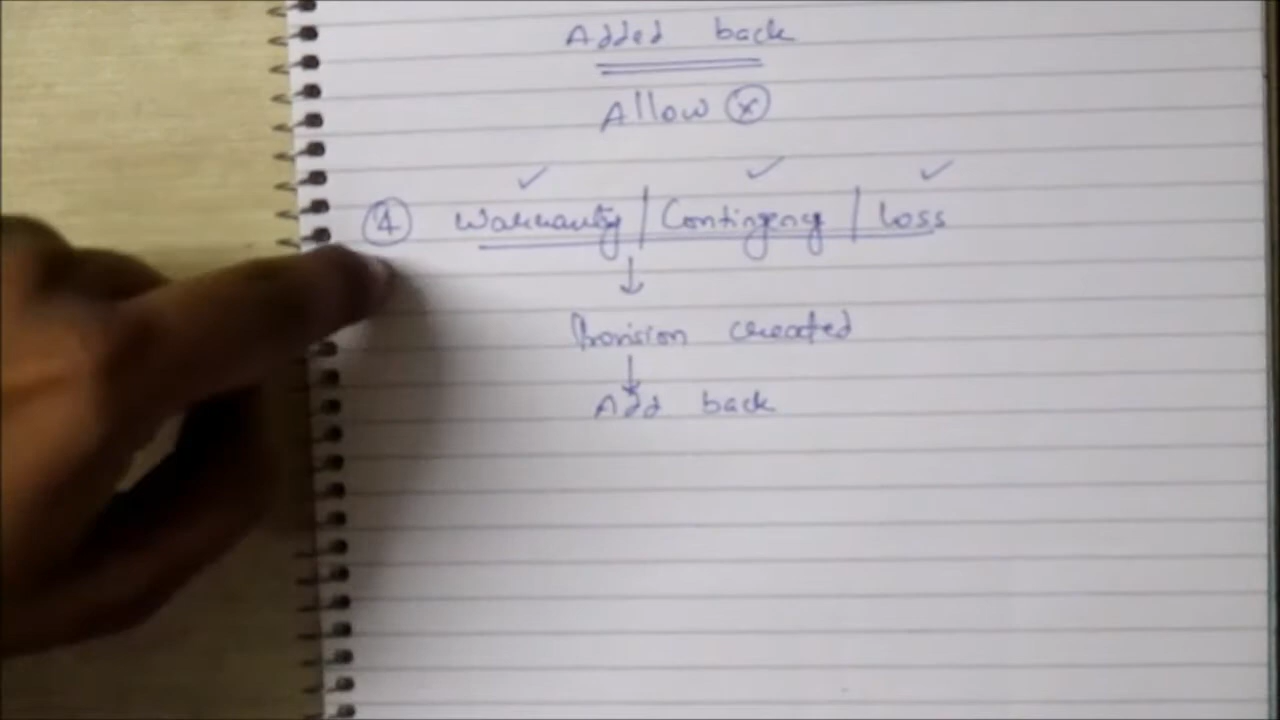 Added back
Allow ⓧ
④ Warranty / Contingency / Loss
Provision created
Add back